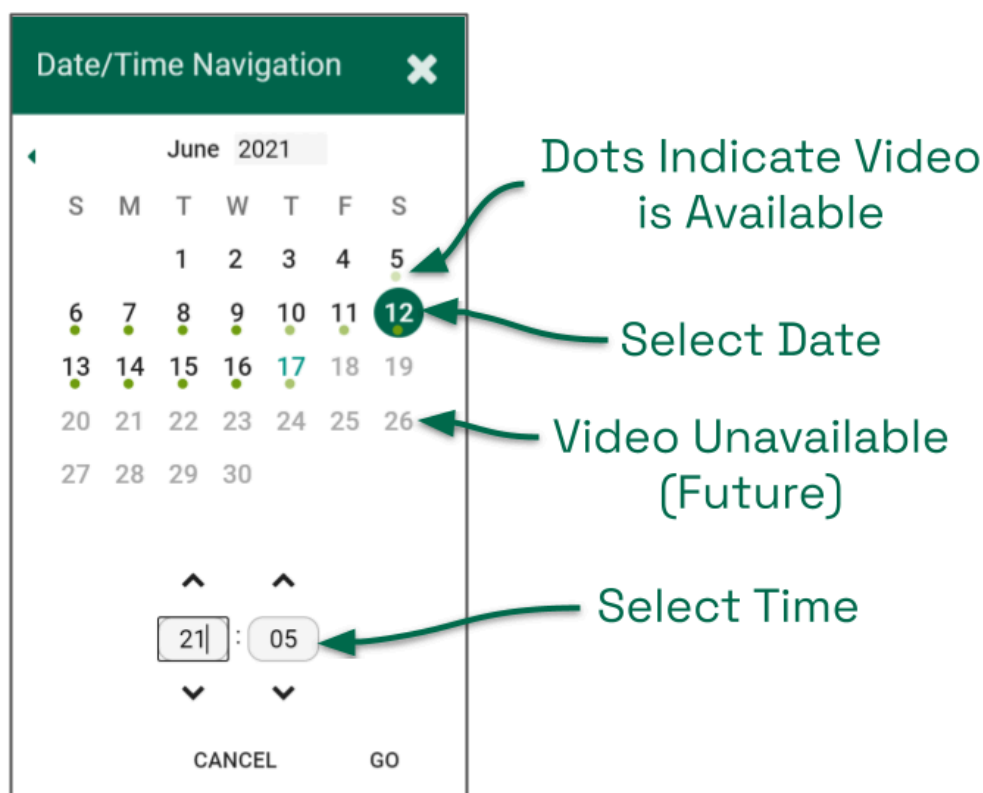 Date/Time Navigation ✖
June 2021
S M T W T F S
1 2 3 4 5
6 7 8 9 10 11 12
13 14 15 16 17 18 19
20 21 22 23 24 25 26
27 28 29 30
21 : 05
CANCEL GO
Dots Indicate Video
is Available
Select Date
Video Unavailable
(Future)
Select Time